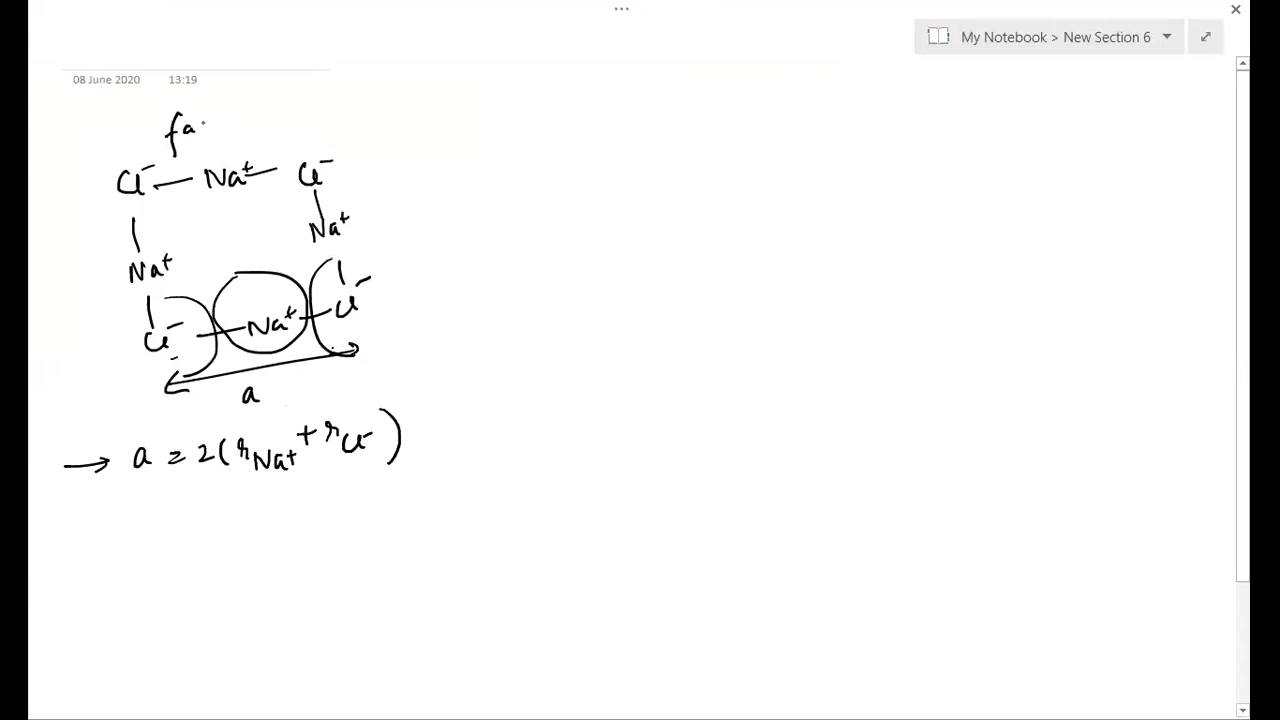 My Notebook > New Section 6
08 June 2020 13:19
fa
Cl⁻ — Na⁺ — Cl⁻
Na⁺
Na⁺
Cl⁻ — Na⁺ — Cl⁻
a
→ a = 2(rNa⁺ + rCl⁻)